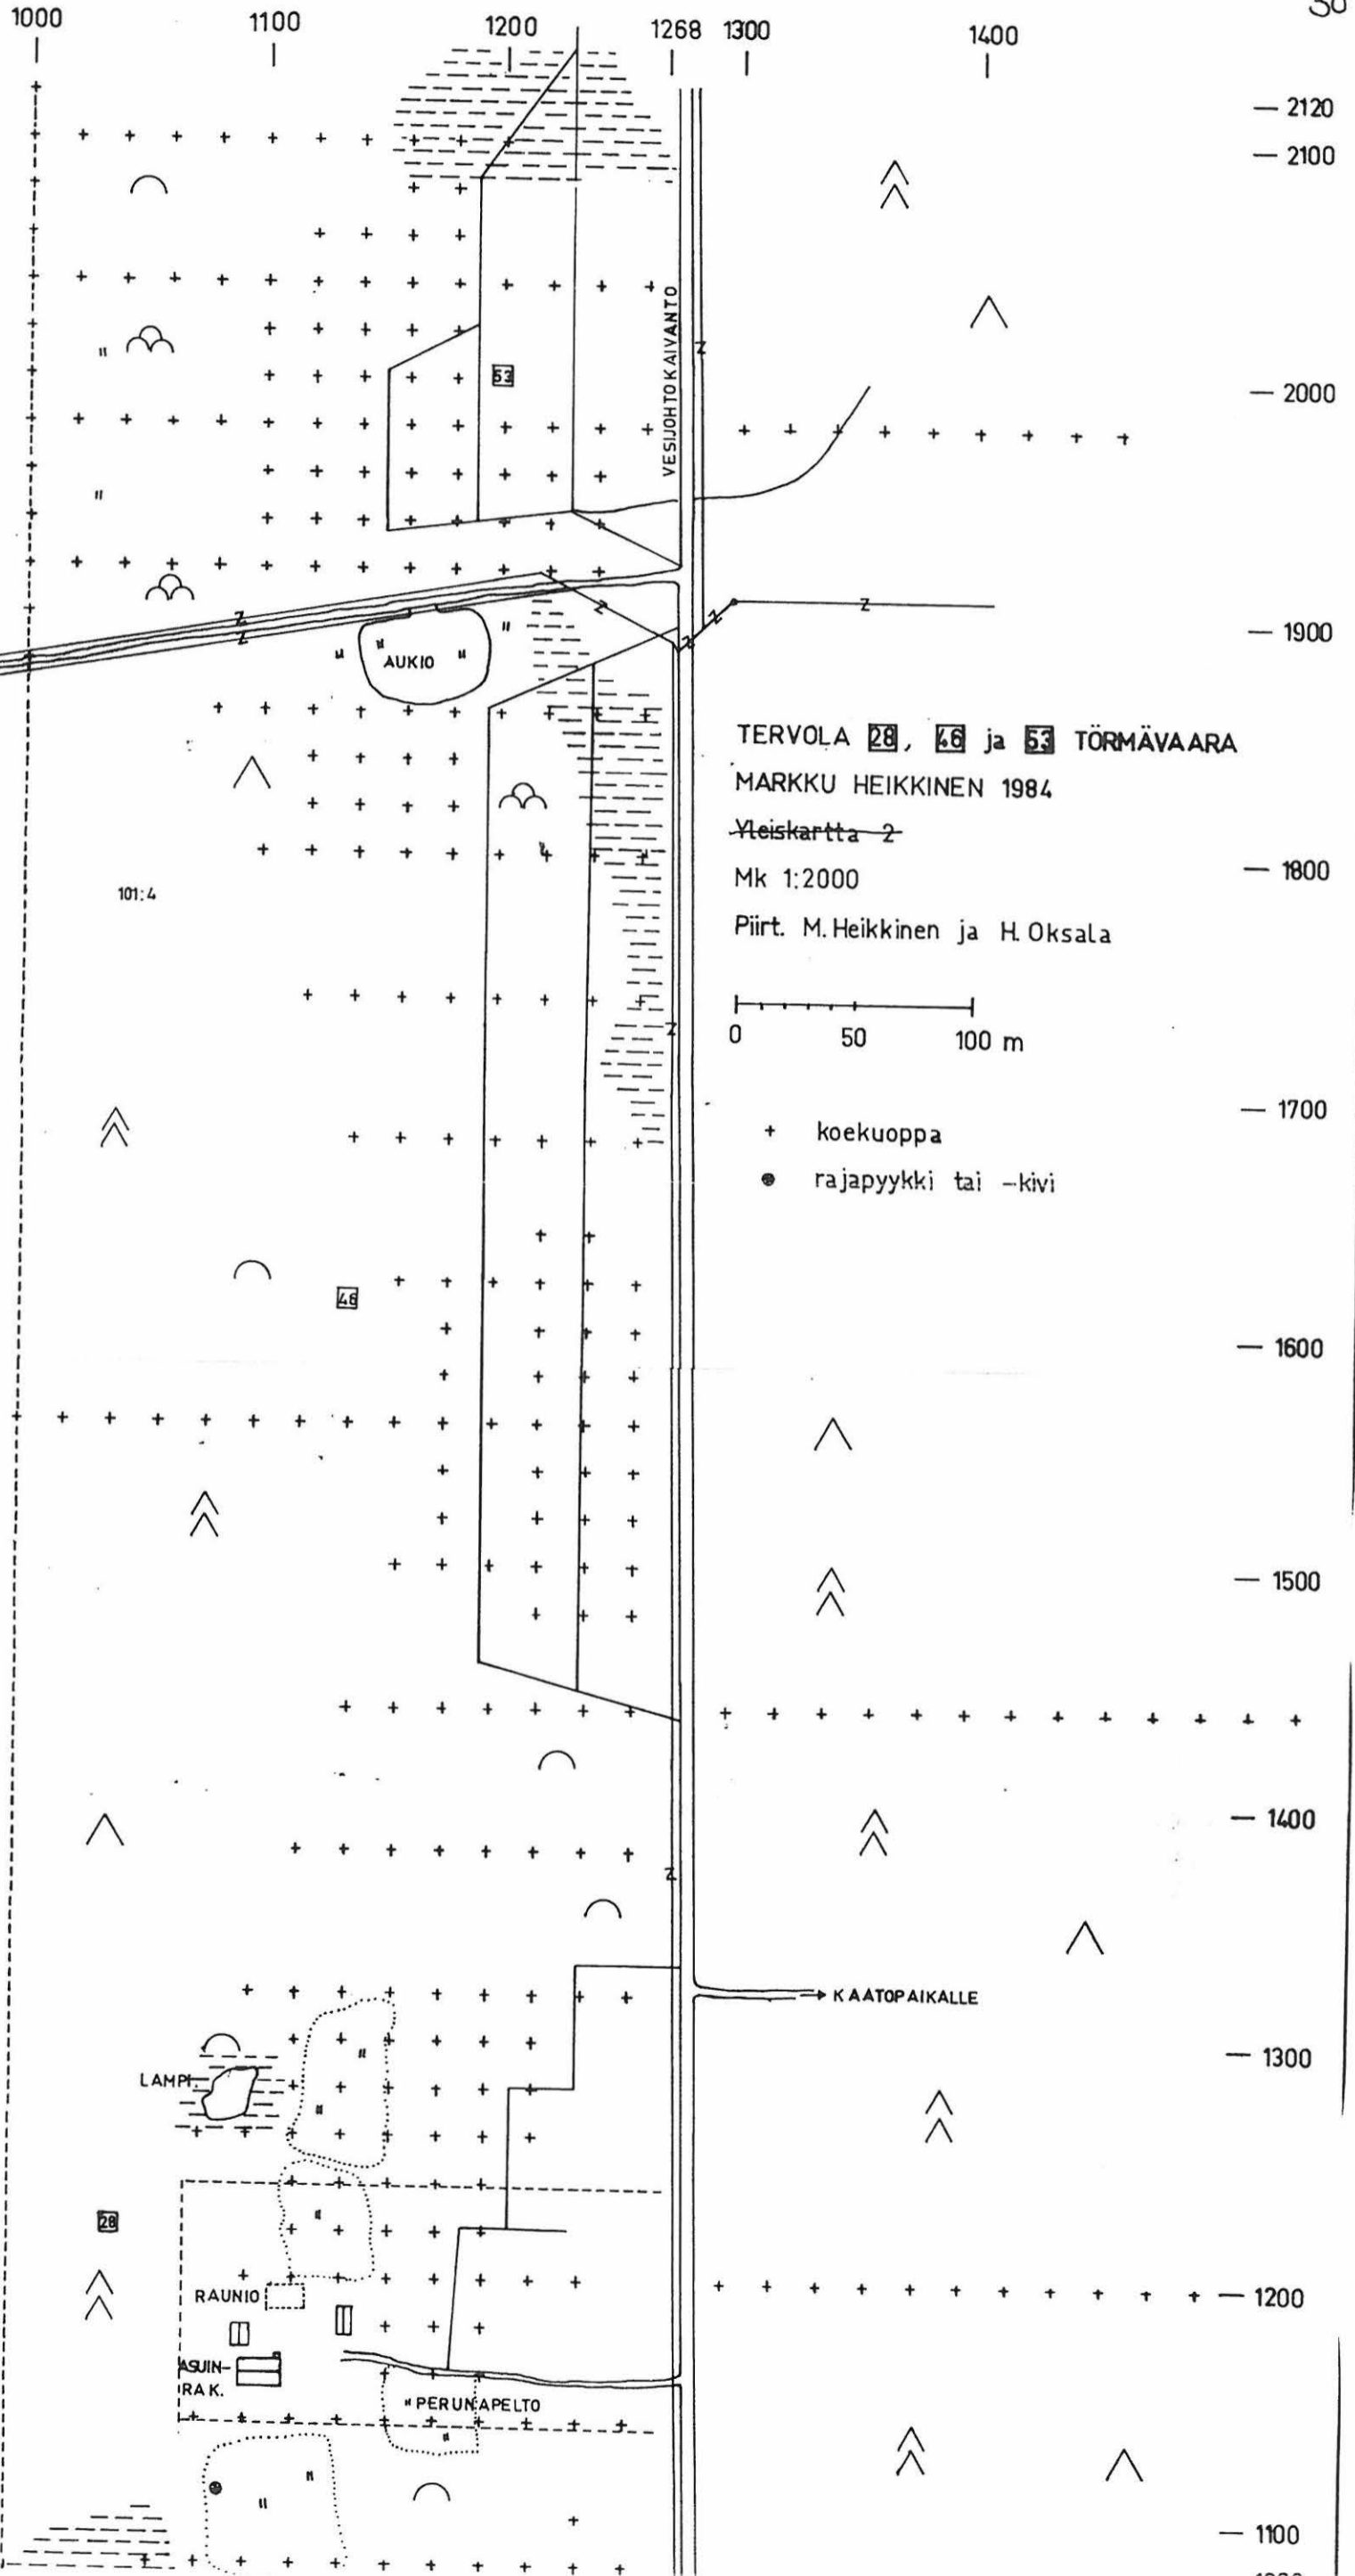 1000 1100 1200 1268 1300 1400
2120
2100
VESIJOHTOKAIVANTO
53
2000
1900
AUKIO
TERVOLA 28, 46 ja 53 TÖRMÄVAARA
MARKKU HEIKKINEN 1984
Yleiskartta 2
Mk 1:2000
Piirt. M. Heikkinen ja H. Oksala
1800
101:4
0 50 100 m
1700
+ koekuoppa
rajapyykki tai -kivi
46
1600
1500
1400
KAATOPAIKALLE
1300
LAMPI
28
RAUNIO
1200
ASUIN-
RAK.
PERUNAPELTO
1100